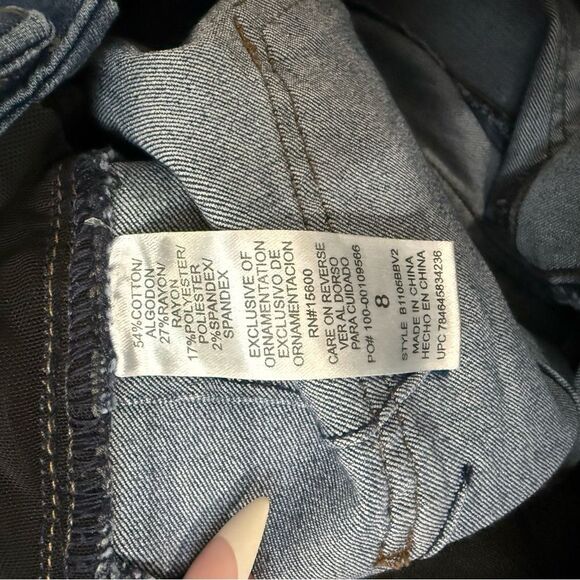 54%COTTON/
ALGODON
27%RAYON/
RAYON
17%POLYESTER/
POLIESTER
2%SPANDEX/
SPANDEX
EXCLUSIVE OF
ORNAMENTATION
EXCLUSIVO DE
ORNAMENTACION
RN#15600
CARE ON REVERSE
VER AL DORSO
PARA CUIDADO
PO# 100-00109566
8
STYLE B1105BBV2
MADE IN CHINA
HECHO EN CHINA
UPC 784645834236